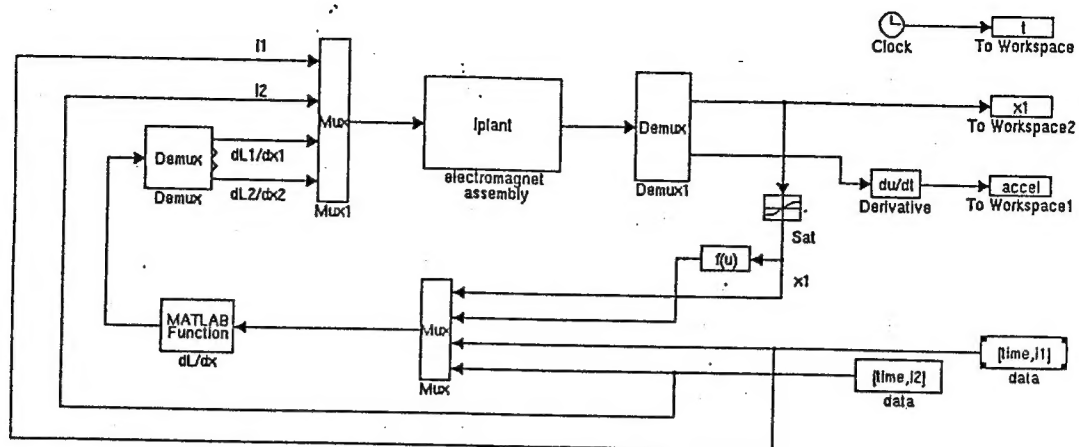 I1
I2
Mux
Mux1
Demux
Demux
dL1/dx1
dL2/dx2
Iplant
electromagnet
assembly
Demux
Demux1
Clock
t
To Workspace
x1
To Workspace2
du/dt
Derivative
accel
To Workspace1
Sat
f(u)
x1
MATLAB
Function
dL/dx
Mux
Mux
[time,i1]
data
[time,i2]
data